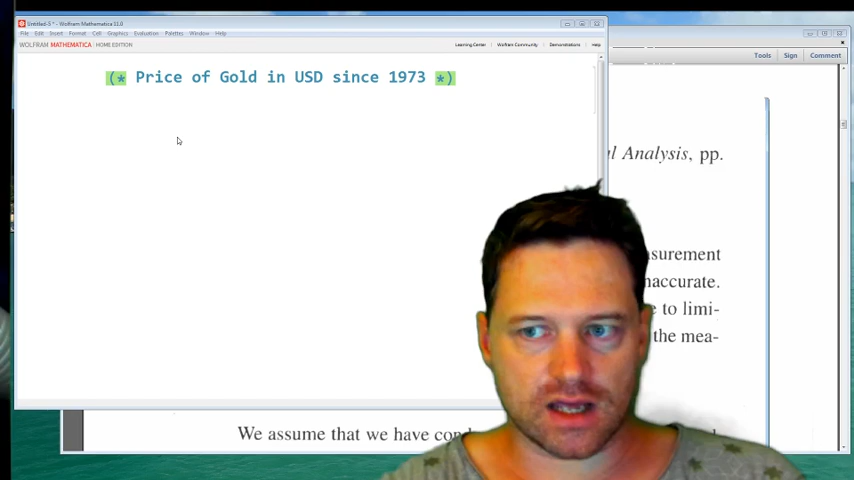 Untitled-5 * - Wolfram Mathematica 11.0
File Edit Insert Format Cell Graphics Evaluation Palettes Window Help
WOLFRAM MATHEMATICA | HOME EDITION
Learning Center | Wolfram Community | Demonstrations | Help
(* Price of Gold in USD since 1973 *)
Tools Sign Comment
Analysis, pp.
surement
naccurate.
e to limi-
the mea-
We assume that we have con